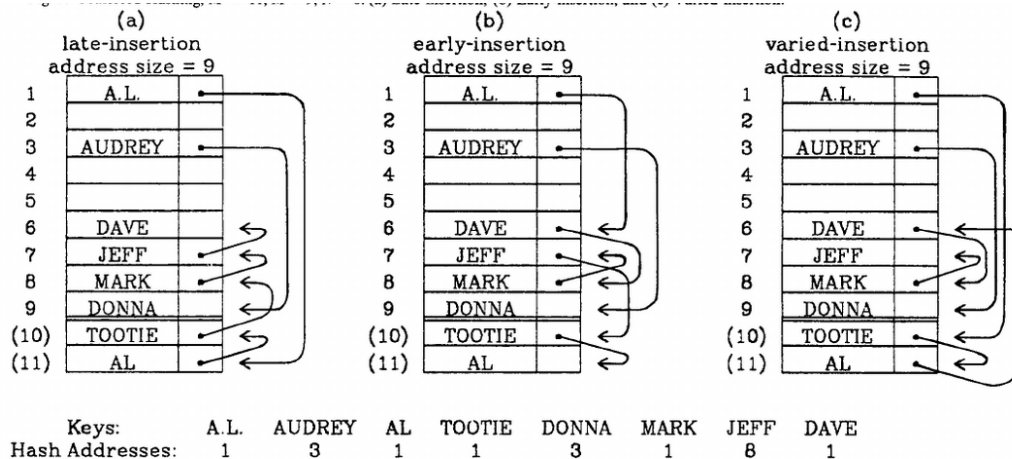 (a) (b) (c)
late-insertion early-insertion varied-insertion
address size = 9 address size = 9 address size = 9
1 A.L. 1 A.L. 1 A.L.
2 2 2
3 AUDREY 3 AUDREY 3 AUDREY
4 4 4
5 5 5
6 DAVE 6 DAVE 6 DAVE
7 JEFF 7 JEFF 7 JEFF
8 MARK 8 MARK 8 MARK
9 DONNA 9 DONNA 9 DONNA
(10) TOOTIE (10) TOOTIE (10) TOOTIE
(11) AL (11) AL (11) AL
Keys: A.L. AUDREY AL TOOTIE DONNA MARK JEFF DAVE
Hash Addresses: 1 3 1 1 3 1 8 1